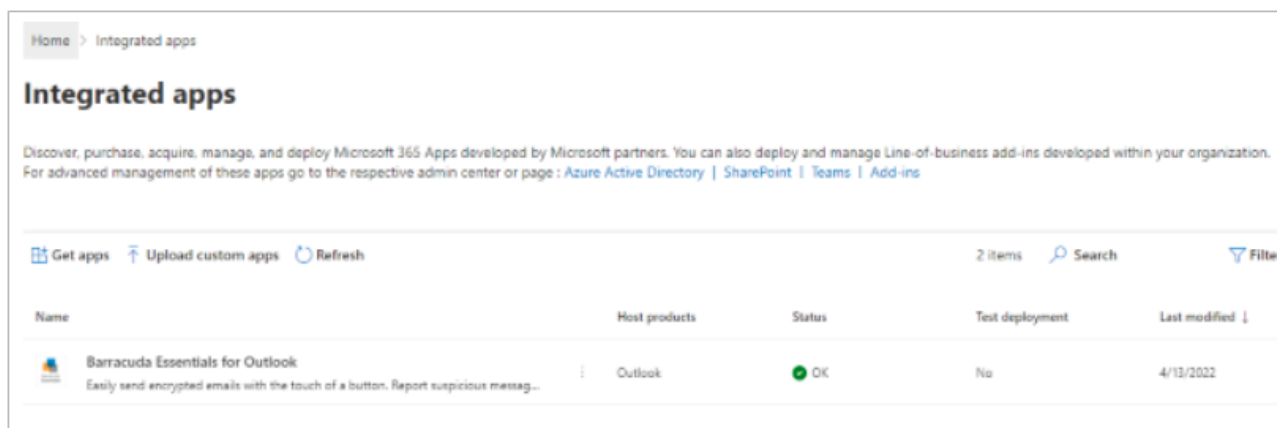 Home > Integrated apps
Integrated apps
Discover, purchase, acquire, manage, and deploy Microsoft 365 Apps developed by Microsoft partners. You can also deploy and manage Line-of-business add-ins developed within your organization.
For advanced management of these apps go to the respective admin center or page : Azure Active Directory | SharePoint | Teams | Add-ins
Get apps Upload custom apps Refresh 2 items Search Filte
Name Host products Status Test deployment Last modified ↓
Barracuda Essentials for Outlook Outlook OK No 4/13/2022
Easily send encrypted emails with the touch of a button. Report suspicious messag...